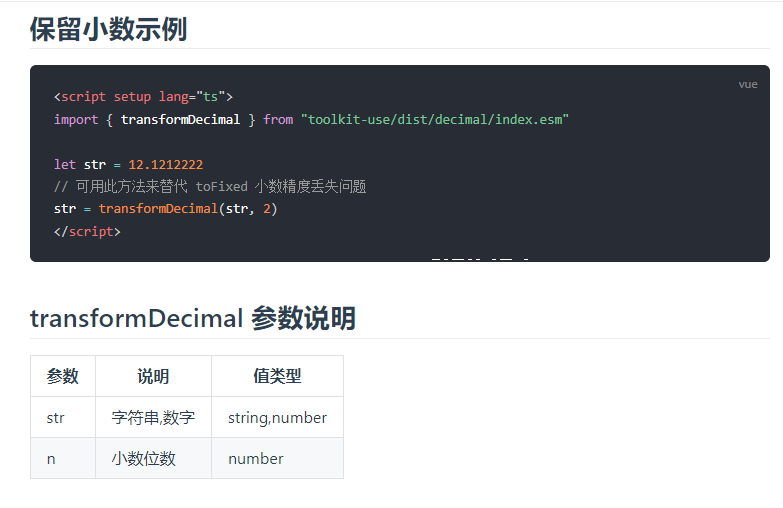 保留小数示例
vue
<script setup lang="ts">
import { transformDecimal } from "toolkit-use/dist/decimal/index.esm"
let str = 12.1212222
// 可用此方法来替代 toFixed 小数精度丢失问题
str = transformDecimal(str, 2)
</script>
transformDecimal 参数说明
参数 说明 值类型
str 字符串,数字 string,number
n 小数位数 number